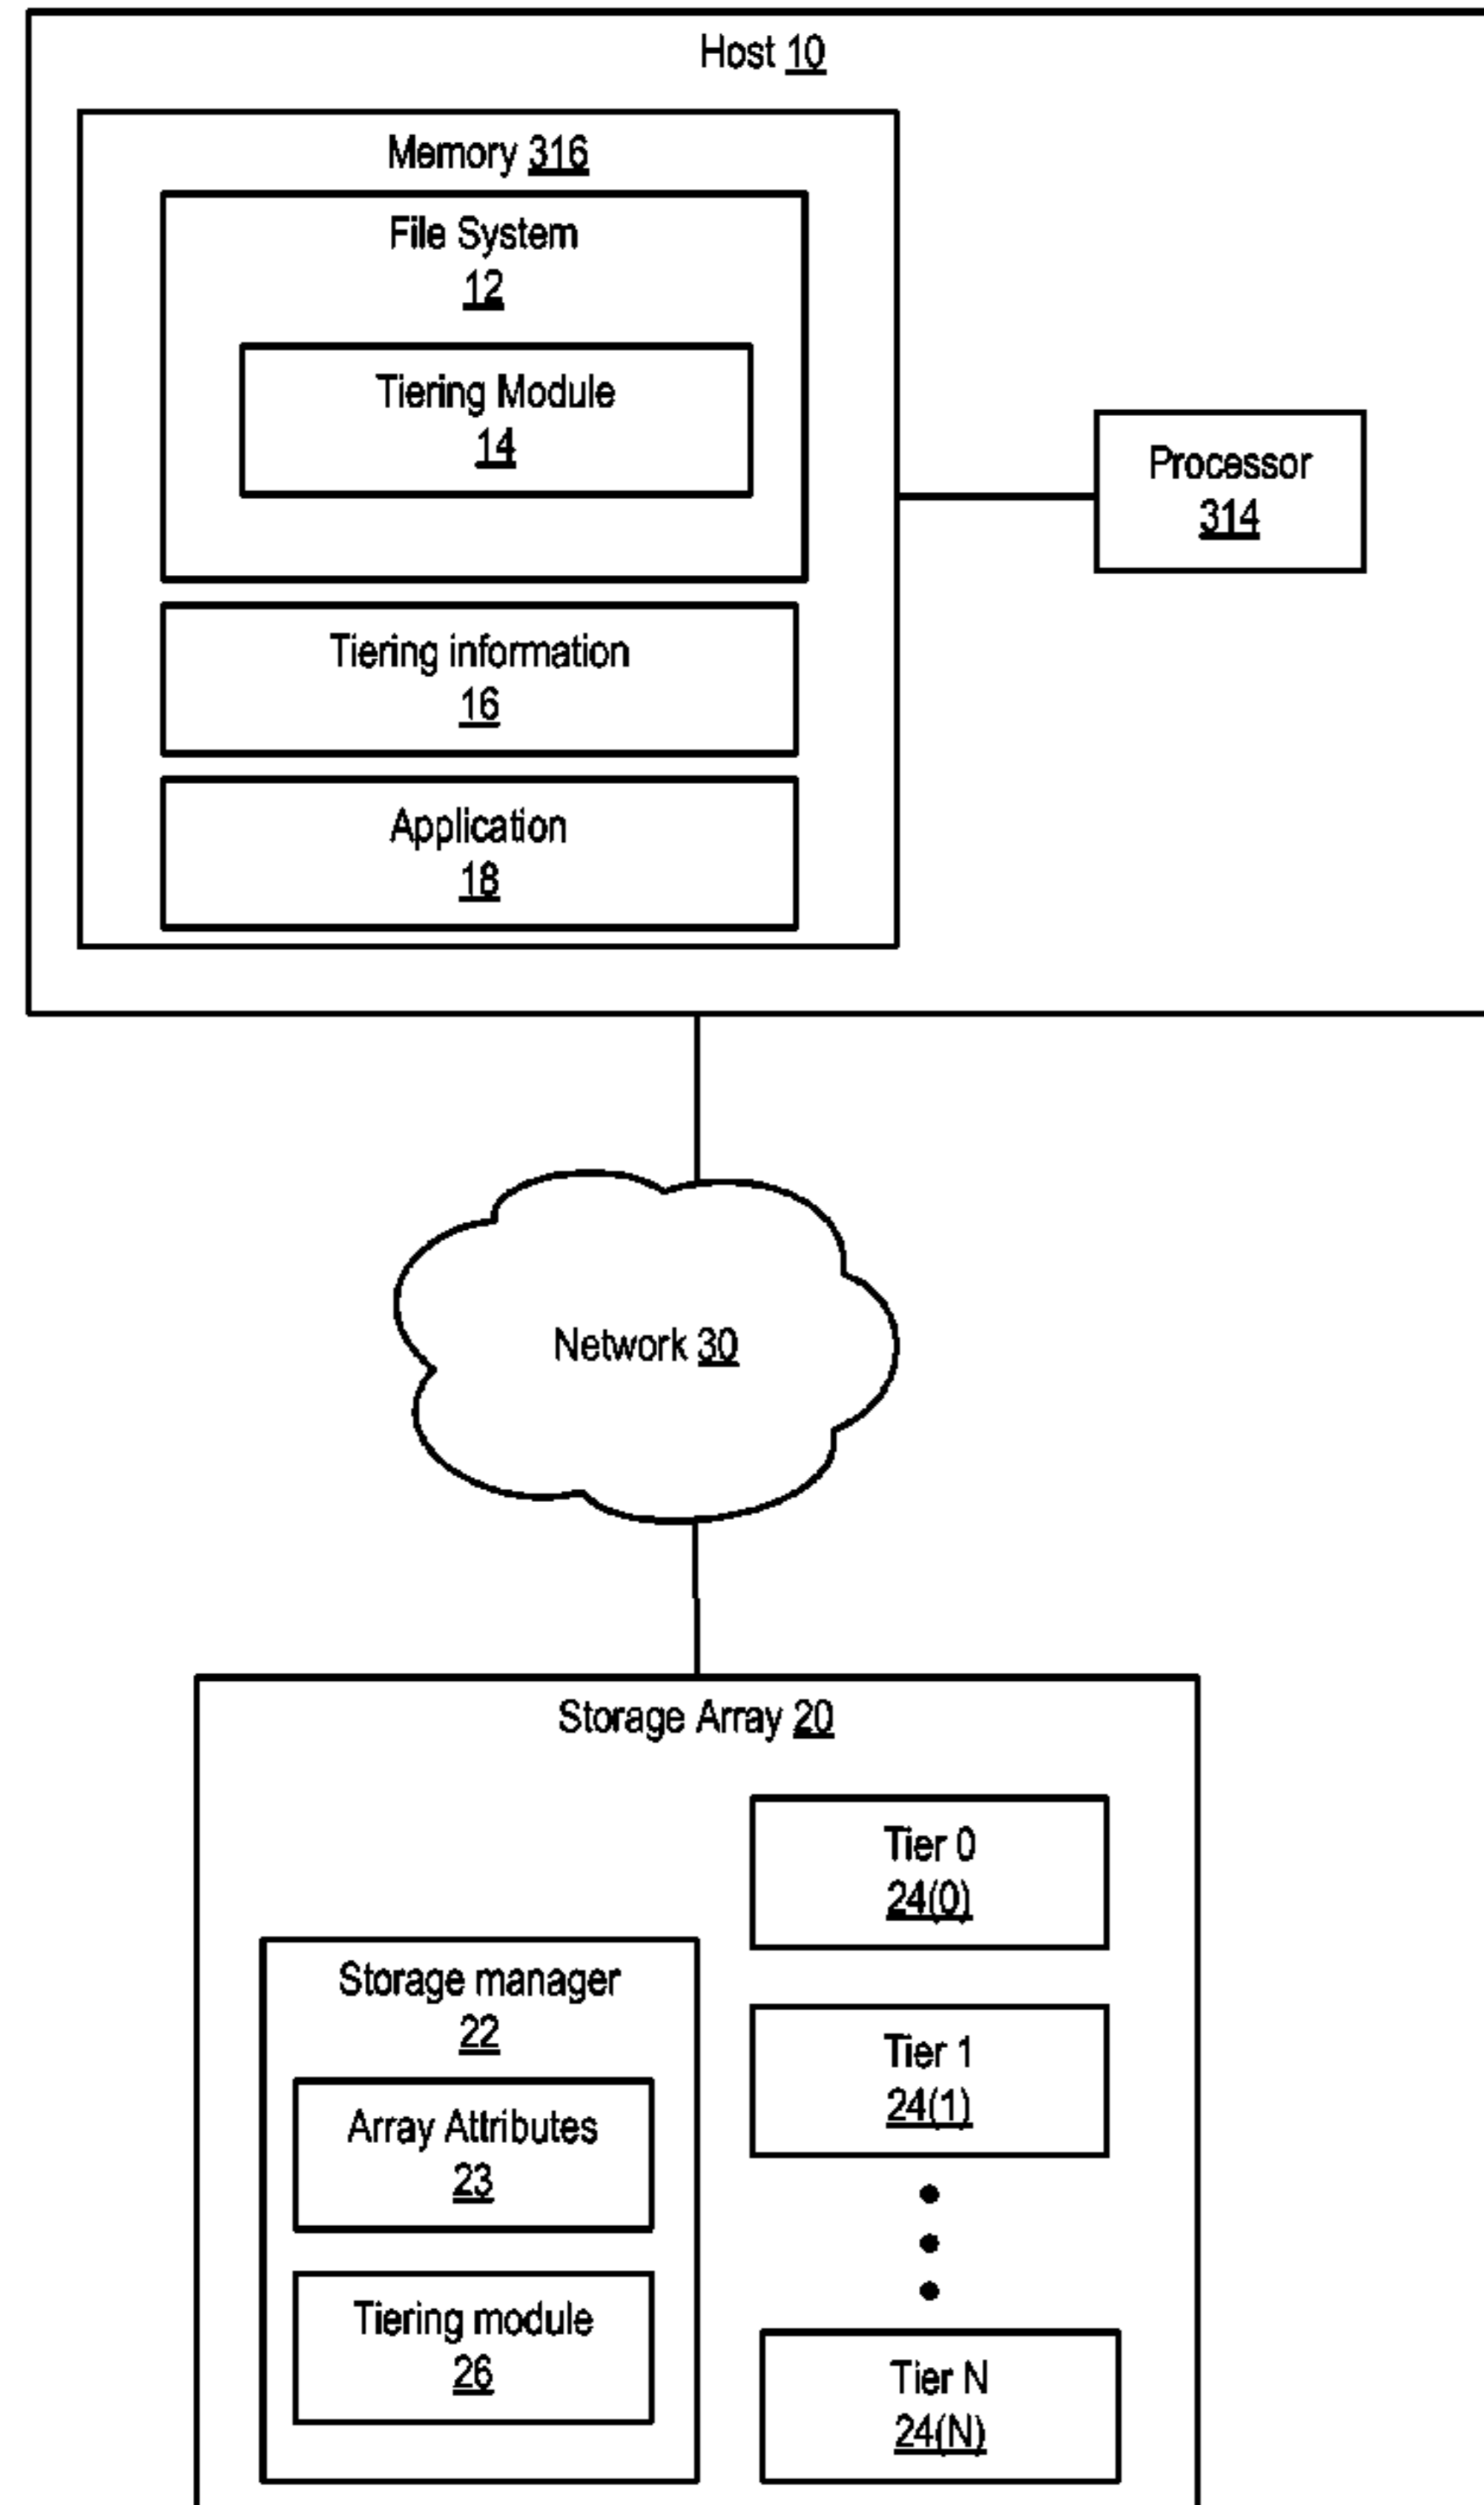 Host 10
Memory 316
File System
12
Tiering Module
14
Processor
314
Tiering information
16
Application
18
Network 30
Storage Array 20
Tier 0
24(0)
Storage manager
22
Tier 1
24(1)
Array Attributes
23
Tiering module
26
Tier N
24(N)